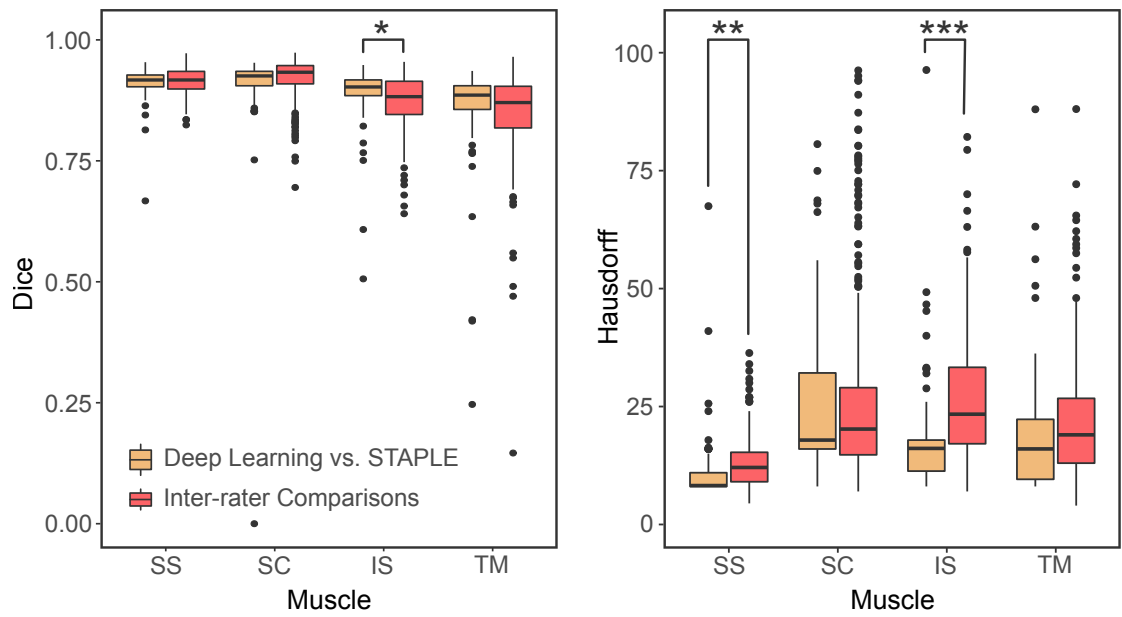 Dice
1.00
0.75
0.50
0.25
0.00
*
Deep Learning vs. STAPLE
Inter-rater Comparisons
SS SC IS TM
Muscle
Hausdorff
100
75
50
25
0
** ***
SS SC IS TM
Muscle